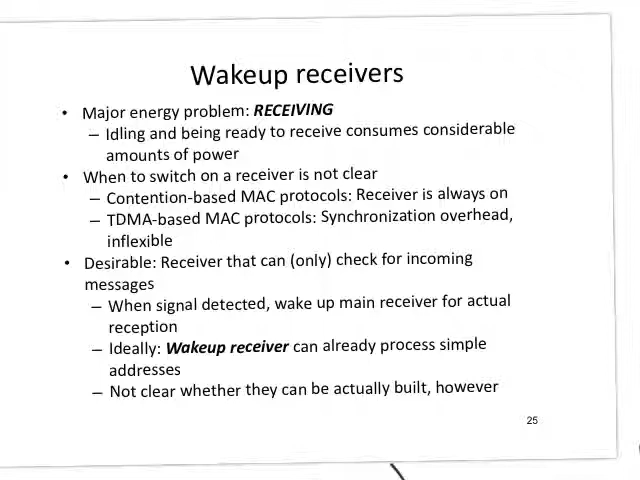 Wakeup receivers
• Major energy problem: RECEIVING
– Idling and being ready to receive consumes considerable
amounts of power
• When to switch on a receiver is not clear
– Contention-based MAC protocols: Receiver is always on
– TDMA-based MAC protocols: Synchronization overhead,
inflexible
• Desirable: Receiver that can (only) check for incoming
messages
– When signal detected, wake up main receiver for actual
reception
– Ideally: Wakeup receiver can already process simple
addresses
– Not clear whether they can be actually built, however
25